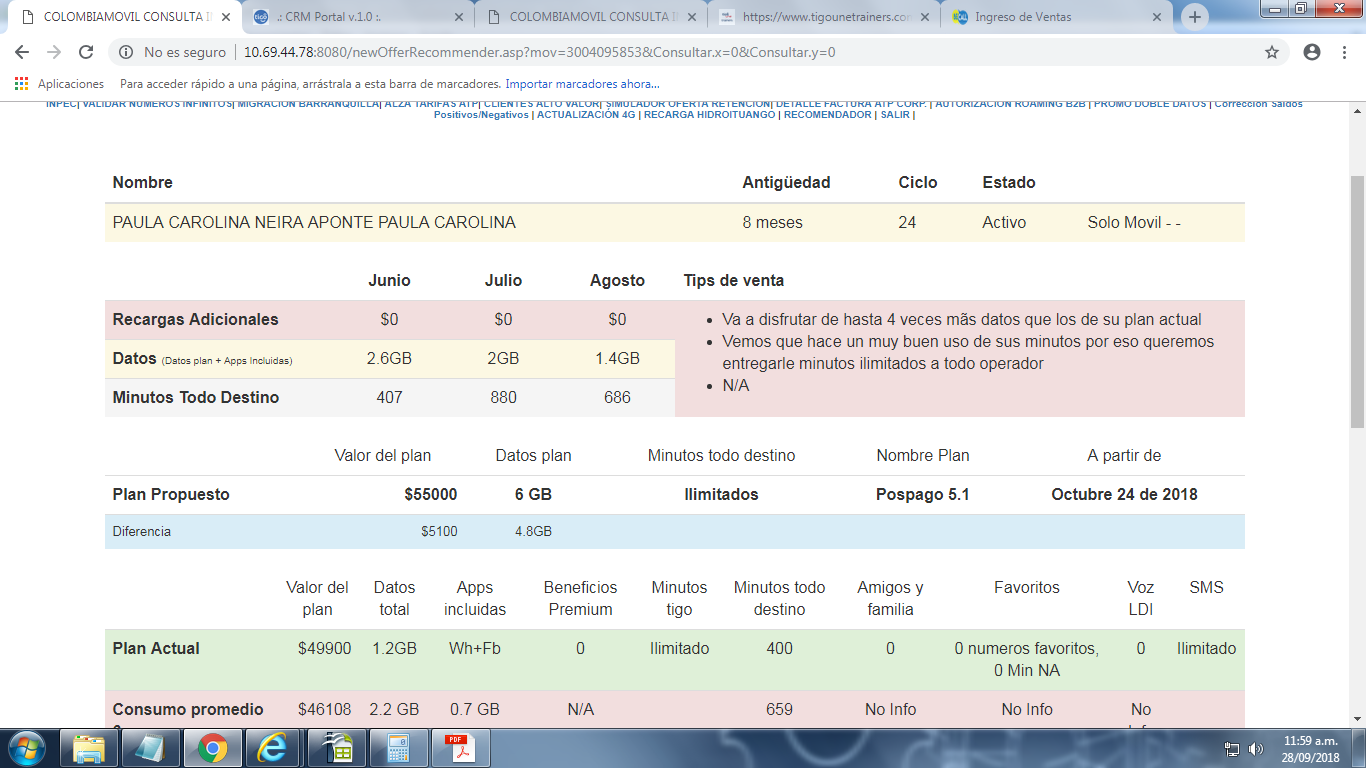 COLOMBIAMOVIL CONSULTA I
.: CRM Portal v.1.0 :.
COLOMBIAMOVIL CONSULTA IN
https://www.tigounetrainers.com
Ingreso de Ventas
No es seguro | 10.69.44.78:8080/newOfferRecommender.asp?mov=3004095853&Consultar.x=0&Consultar.y=0
Aplicaciones Para acceder rápido a una página, arrástrala a esta barra de marcadores. Importar marcadores ahora...
INPEC| VALIDAR NUMEROS INFINITOS| MIGRACION BARRANQUILLA| ALZA TARIFAS ATP| CLIENTES ALTO VALOR| SIMULADOR OFERTA RETENCION| DETALLE FACTURA ATP CORP. | AUTORIZACION ROAMING B2B | PROMO DOBLE DATOS | Corrección Saldos
Positivos/Negativos | ACTUALIZACIÓN 4G | RECARGA HIDROITUANGO | RECOMENDADOR | SALIR |
Nombre Antigüedad Ciclo Estado
PAULA CAROLINA NEIRA APONTE PAULA CAROLINA 8 meses 24 Activo Solo Movil - -
Junio Julio Agosto Tips de venta
Recargas Adicionales $0 $0 $0
Datos (Datos plan + Apps Incluidas) 2.6GB 2GB 1.4GB
Minutos Todo Destino 407 880 686
• Va a disfrutar de hasta 4 veces mãs datos que los de su plan actual
• Vemos que hace un muy buen uso de sus minutos por eso queremos
entregarle minutos ilimitados a todo operador
• N/A
Valor del plan Datos plan Minutos todo destino Nombre Plan A partir de
Plan Propuesto $55000 6 GB Ilimitados Pospago 5.1 Octubre 24 de 2018
Diferencia $5100 4.8GB
Valor del Datos Apps Beneficios Minutos Minutos todo Amigos y Favoritos Voz SMS
plan total incluidas Premium tigo destino familia LDI
Plan Actual $49900 1.2GB Wh+Fb 0 Ilimitado 400 0 0 numeros favoritos, 0 Ilimitado
0 Min NA
Consumo promedio $46108 2.2 GB 0.7 GB N/A 659 No Info No Info No
11:59 a.m.
28/09/2018